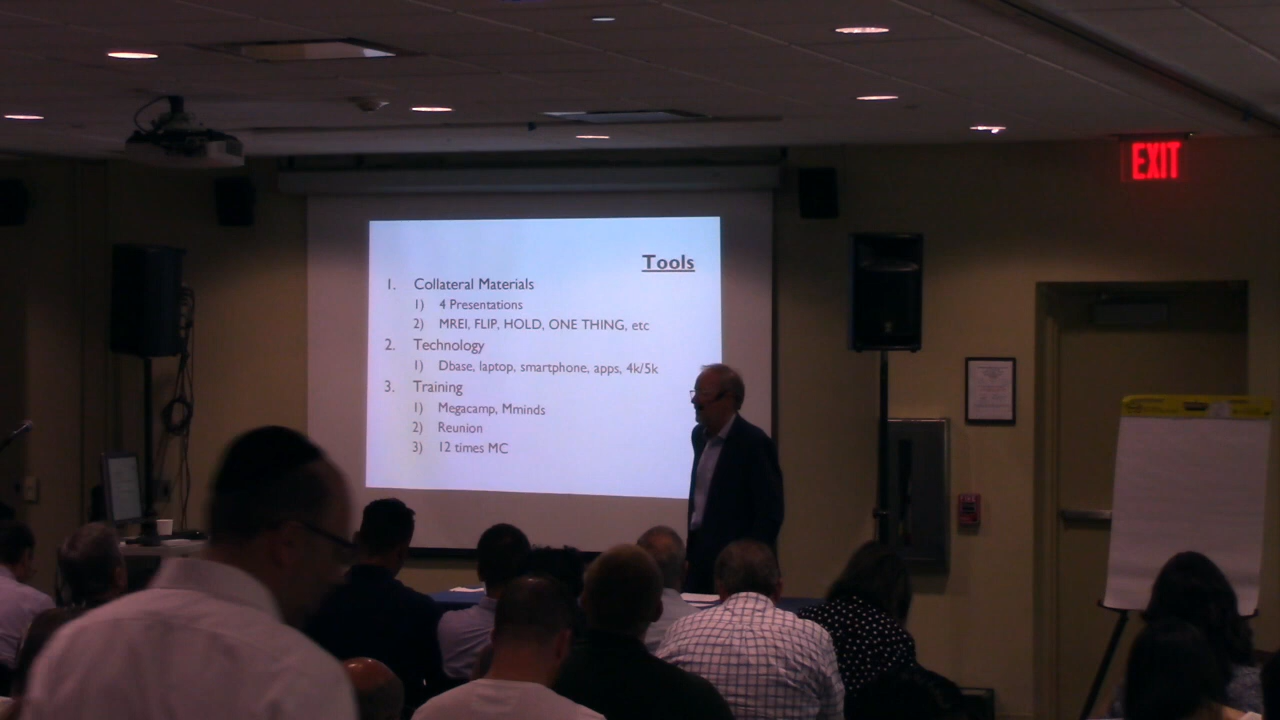 EXIT
Tools
1. Collateral Materials
1) 4 Presentations
2) MREI, FLIP, HOLD, ONE THING, etc
2. Technology
1) Dbase, laptop, smartphone, apps, 4k/5k
3. Training
1) Megacamp, Mminds
2) Reunion
3) 12 times MC